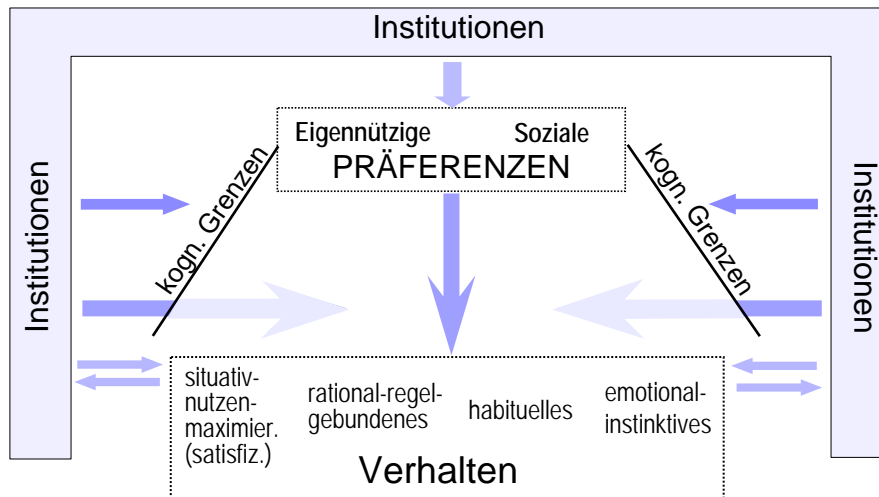 Institutionen
Eigennützige Soziale
PRÄFERENZEN
kogn. Grenzen
kogn. Grenzen
Institutionen
Institutionen
situativ-
nutzen-
maximier.
(satisfiz.)
rational-regel-
gebundenes
habituelles
emotional-
instinktives
Verhalten